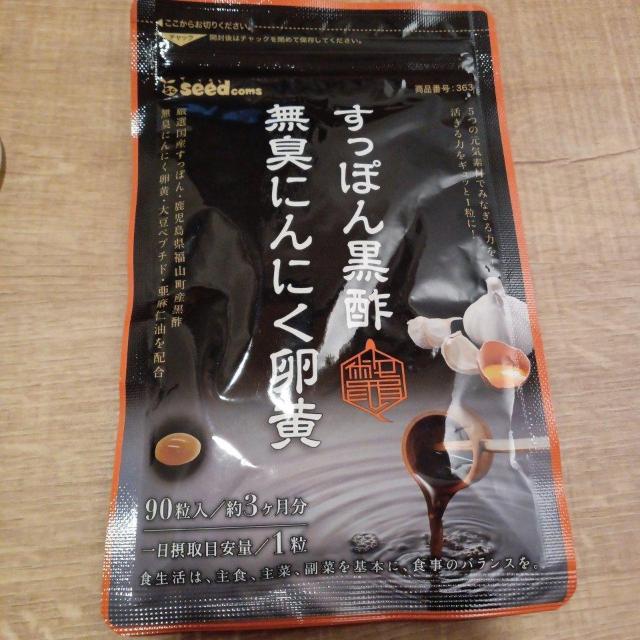 ここからお切りください
チャック
開封後はチャックを閉めて保存してください。
seedcoms
商品番号:363
5つの元気素材でみなぎる力を
活きる力をギュッと1粒に!
すっぽん黒酢
無臭にんにく卵黄
厳選国産すっぽん・鹿児島県福山町産黒酢
無臭にんにく卵黄・大豆ペプチド・亜麻仁油を配合
90粒入/約3ヶ月分
一日摂取目安量/1粒
食生活は、主食、主菜、副菜を基本に、食事のバランスを。